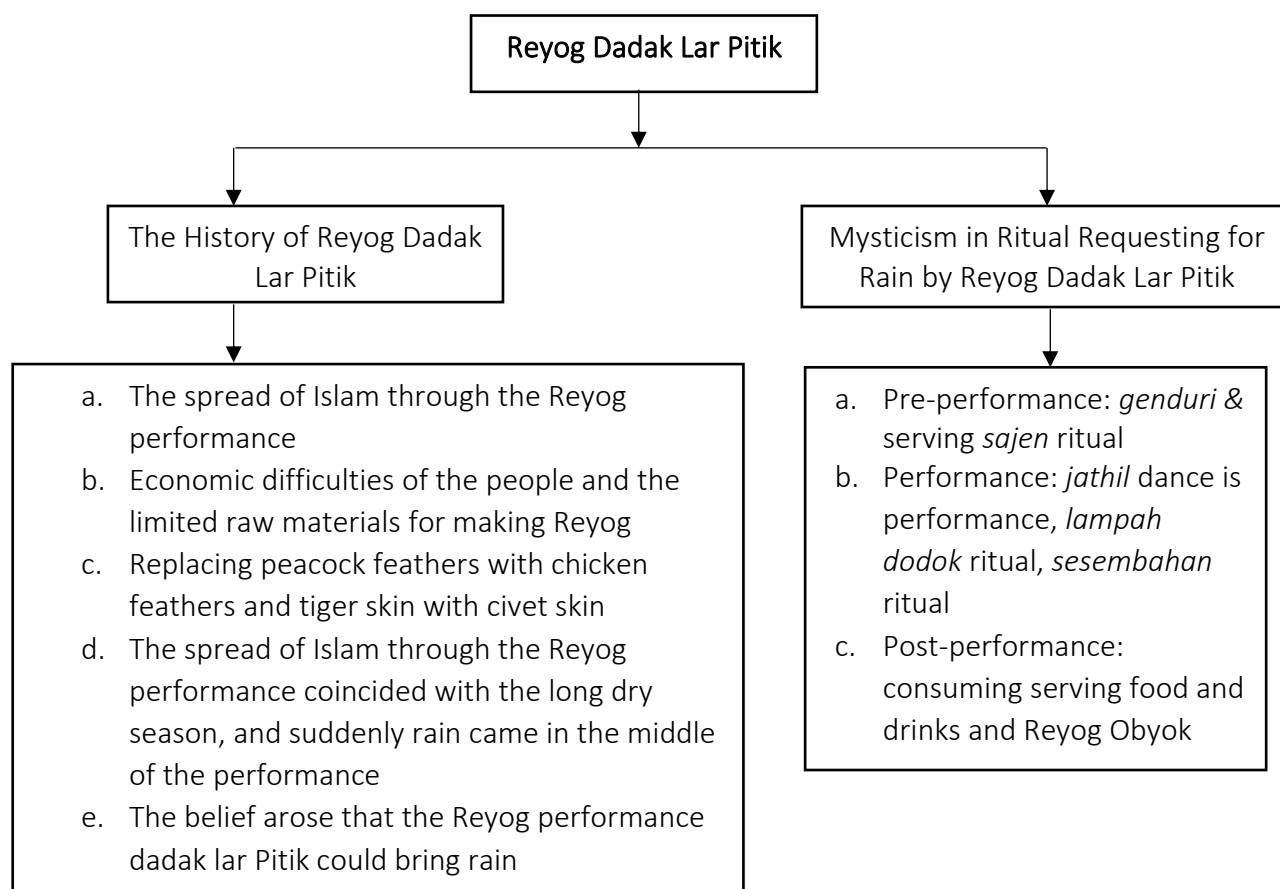 Reyog Dadak Lar Pitik
The History of Reyog Dadak
Lar Pitik
Mysticism in Ritual Requesting for
Rain by Reyog Dadak Lar Pitik
a. The spread of Islam through the Reyog
performance
b. Economic difficulties of the people and the
limited raw materials for making Reyog
c. Replacing peacock feathers with chicken
feathers and tiger skin with civet skin
d. The spread of Islam through the Reyog
performance coincided with the long dry
season, and suddenly rain came in the middle
of the performance
e. The belief arose that the Reyog performance
dadak lar Pitik could bring rain
a. Pre-performance: genduri &
serving sajen ritual
b. Performance: jathil dance is
performance, lampah
dodok ritual, sesembahan
ritual
c. Post-performance:
consuming serving food and
drinks and Reyog Obyok